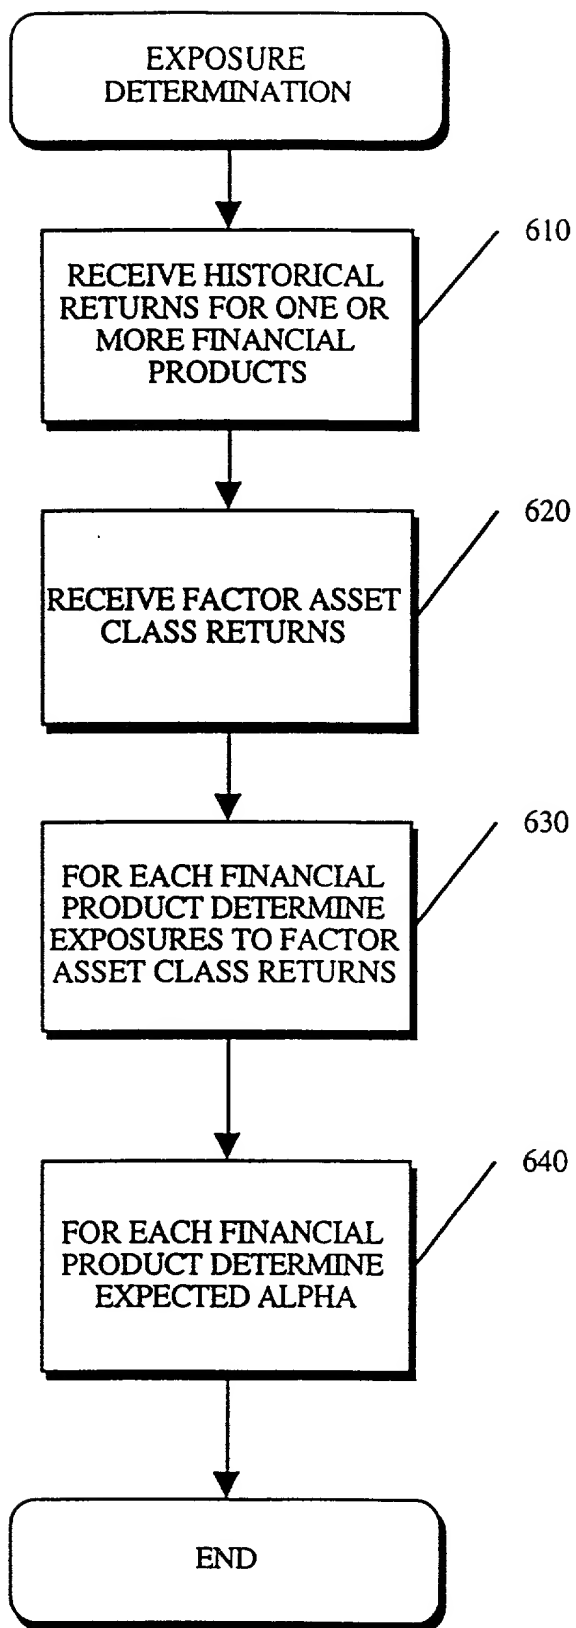 EXPOSURE
DETERMINATION
610
RECEIVE HISTORICAL
RETURNS FOR ONE OR
MORE FINANCIAL
PRODUCTS
620
RECEIVE FACTOR ASSET
CLASS RETURNS
630
FOR EACH FINANCIAL
PRODUCT DETERMINE
EXPOSURES TO FACTOR
ASSET CLASS RETURNS
640
FOR EACH FINANCIAL
PRODUCT DETERMINE
EXPECTED ALPHA
END